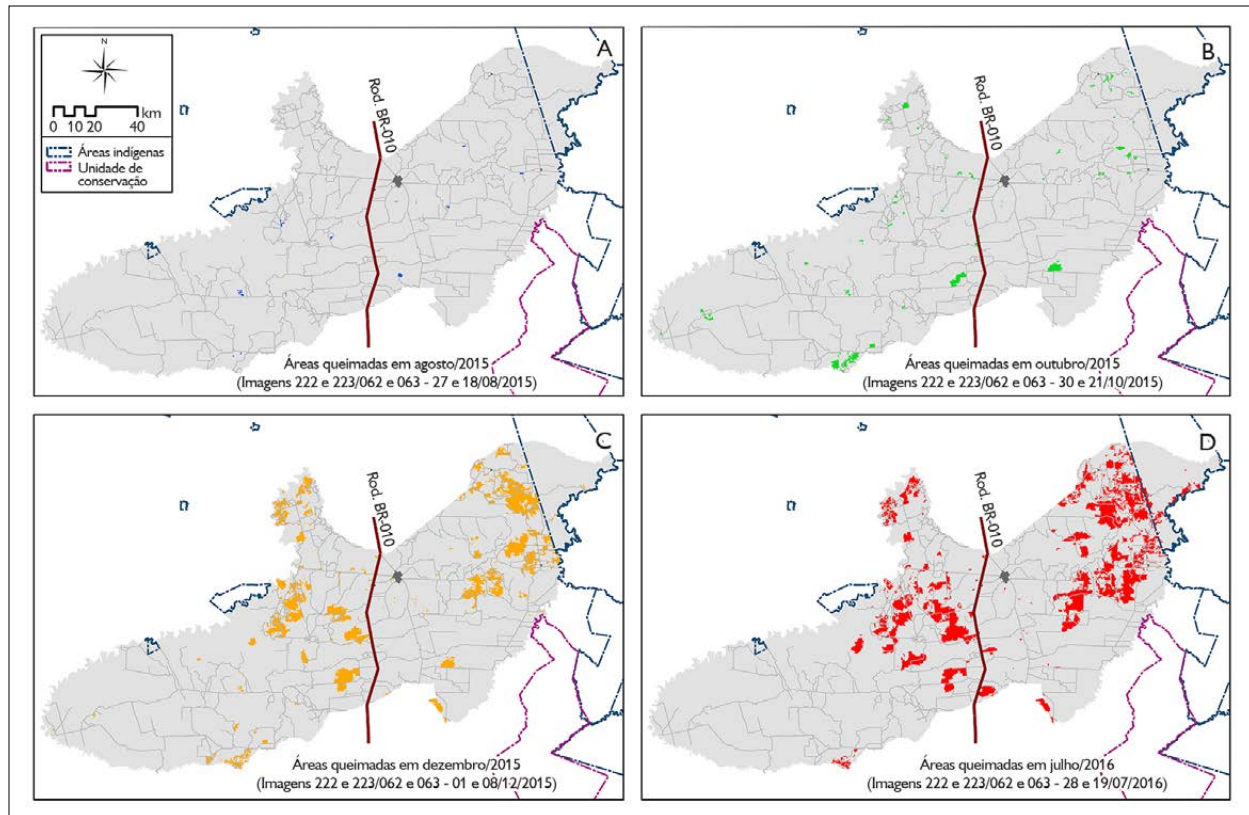 A
N
km
0 10 20 40
Áreas indígenas
Unidade de
conservação
Rod. BR-010
Áreas queimadas em agosto/2015
(Imagens 222 e 223/062 e 063 - 27 e 18/08/2015)
B
Rod. BR-010
Áreas queimadas em outubro/2015
(Imagens 222 e 223/062 e 063 - 30 e 21/10/2015)
C
Rod. BR-010
Áreas queimadas em dezembro/2015
(Imagens 222 e 223/062 e 063 - 01 e 08/12/2015)
D
Rod. BR-010
Áreas queimadas em julho/2016
(Imagens 222 e 223/062 e 063 - 28 e 19/07/2016)